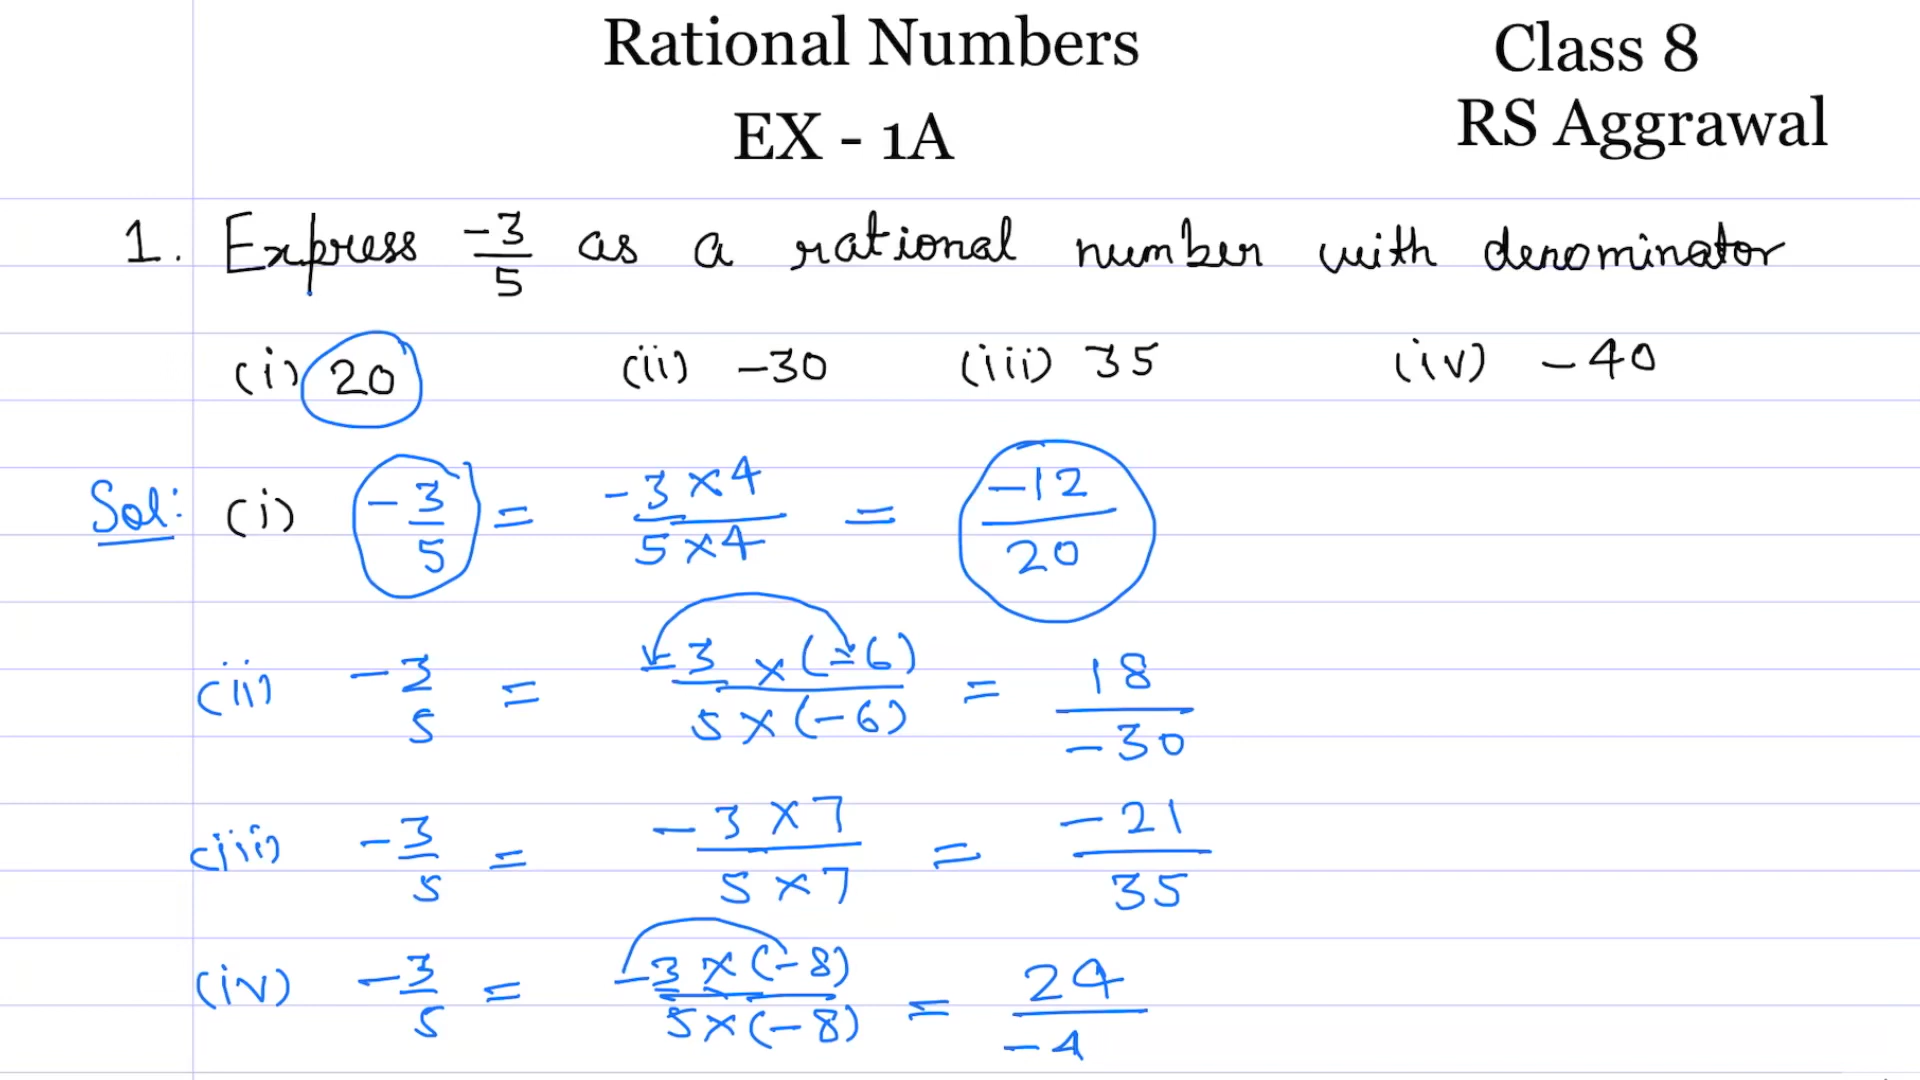 Rational Numbers
Class 8
EX - 1A
RS Aggrawal
1. Express -3/5 as a rational number with denominator
(i) 20 (ii) -30 (iii) 35 (iv) -40
Sol: (i) -3/5 = -3×4/5×4 = -12/20
(ii) -3/5 = -3×(-6)/5×(-6) = 18/-30
(iii) -3/5 = -3×7/5×7 = -21/35
(iv) -3/5 = -3×(-8)/5×(-8) = 24/-4